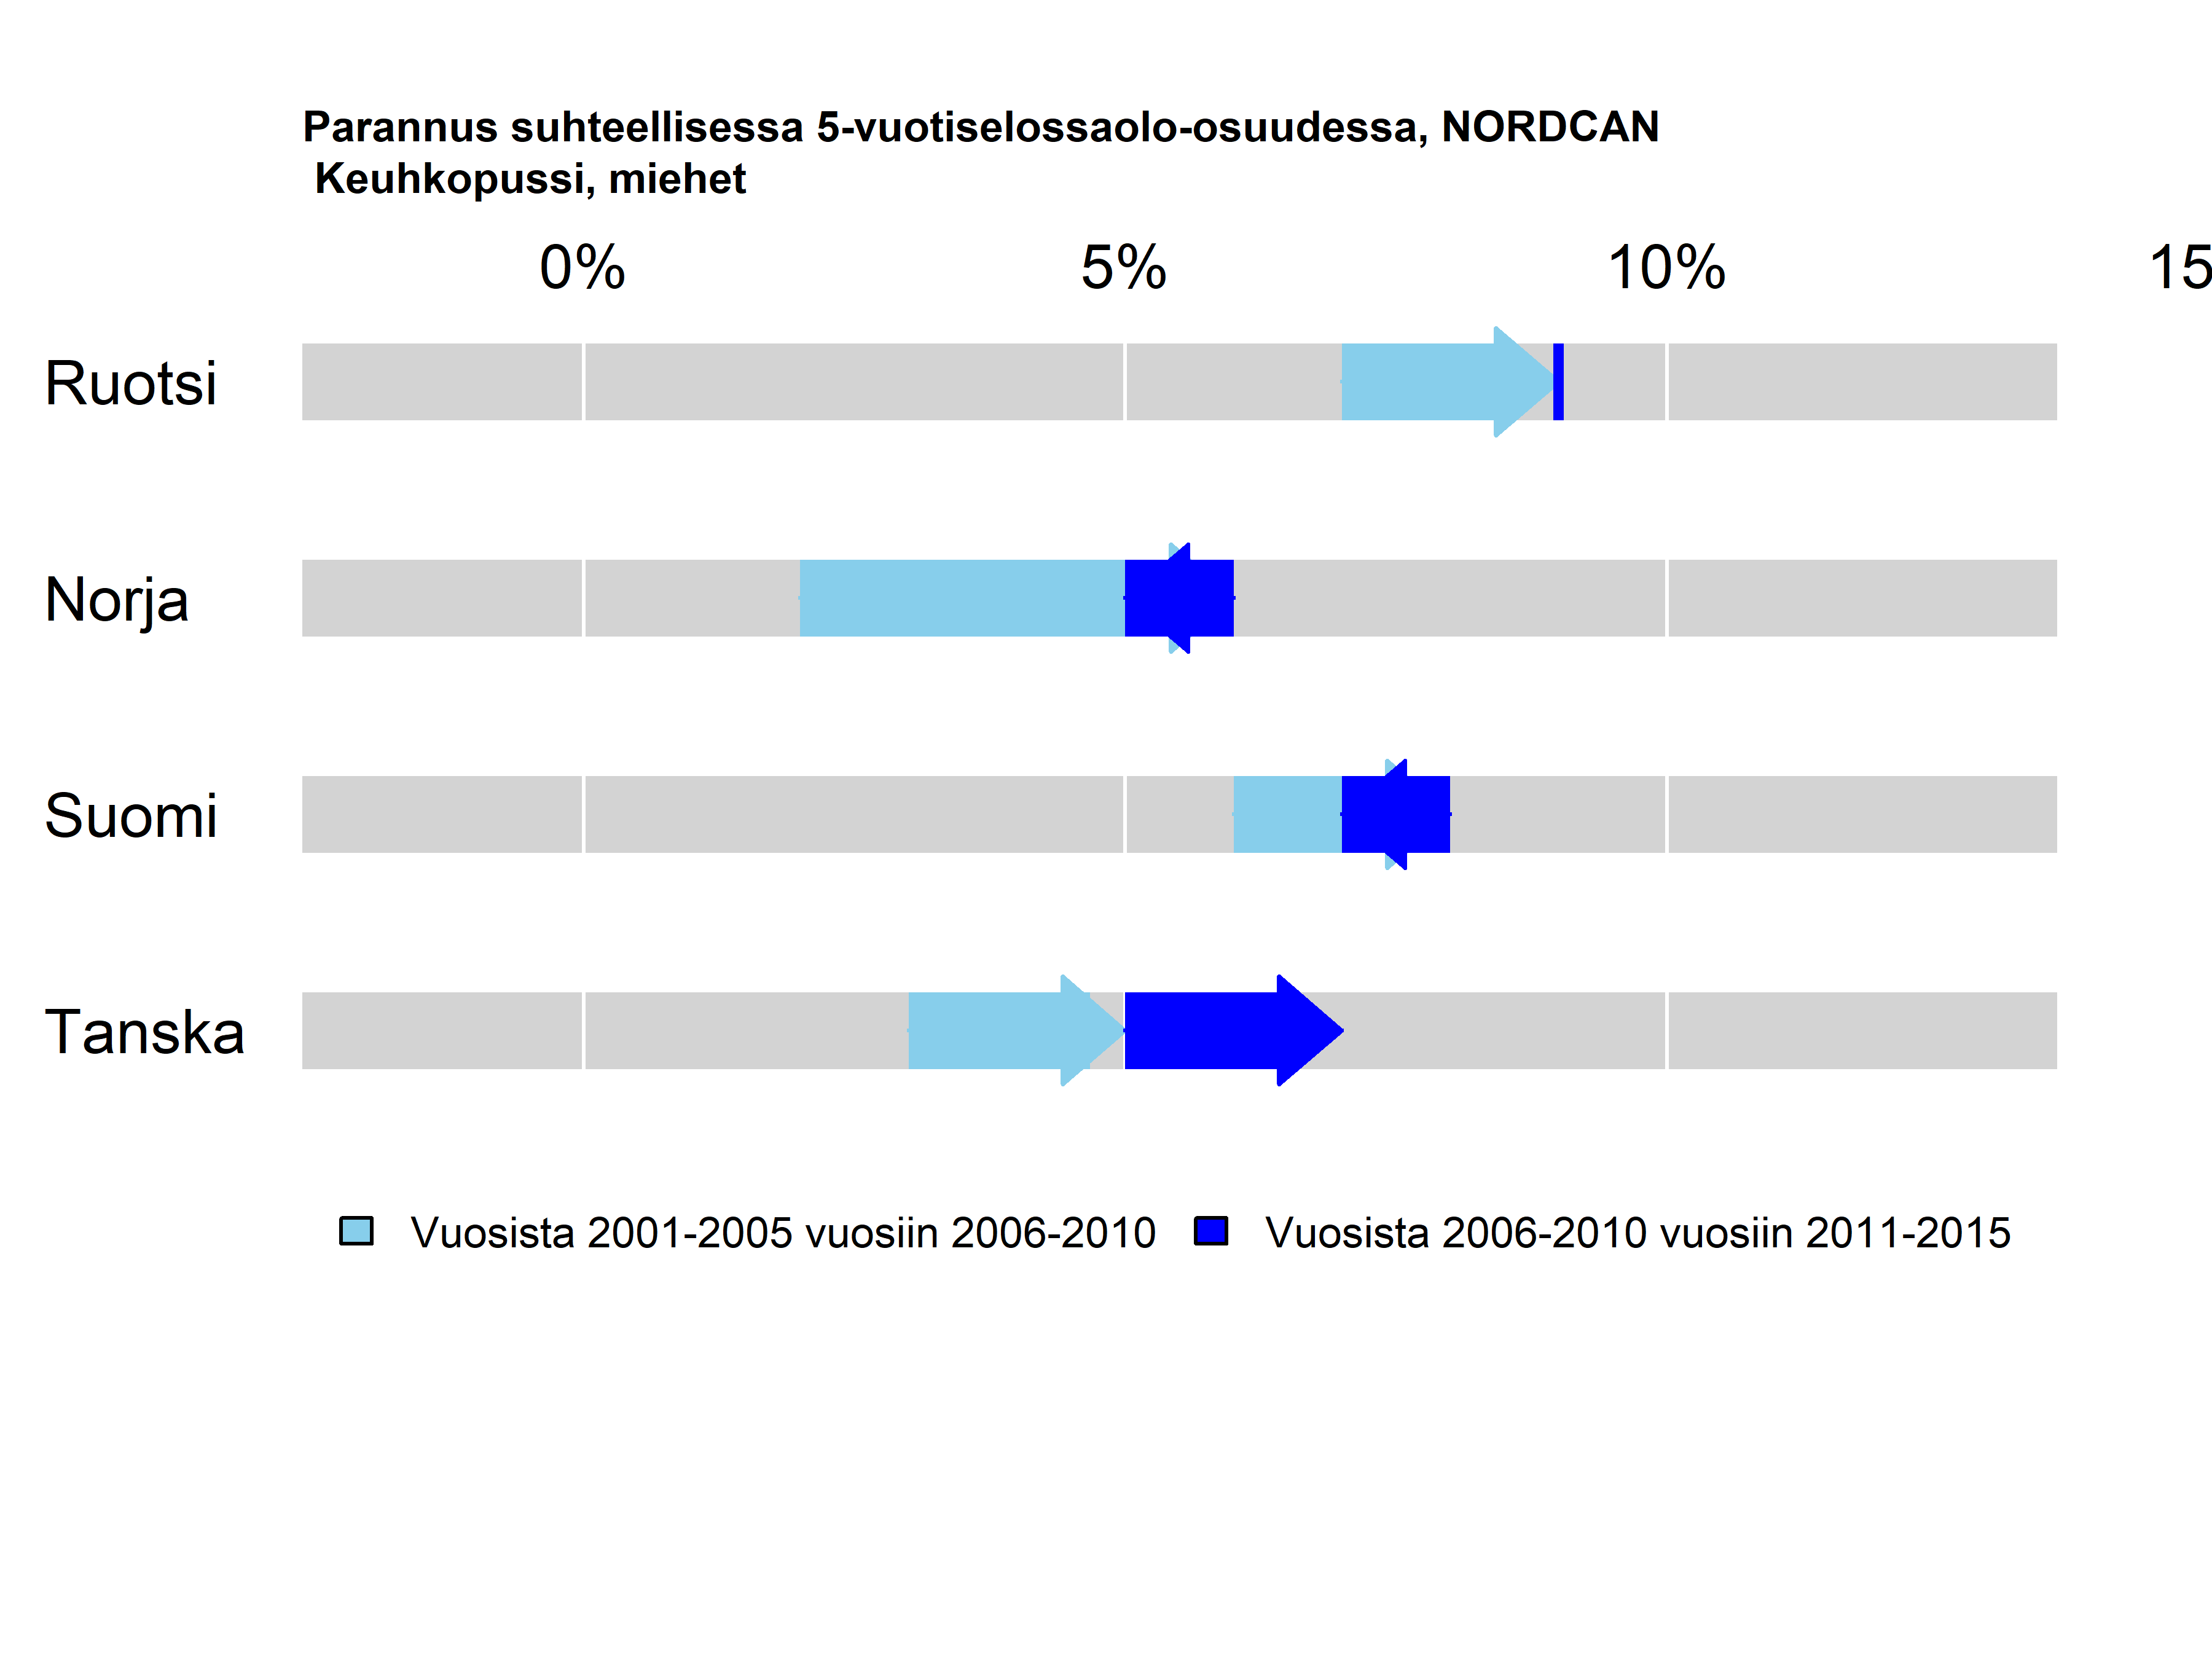 Parannus suhteellisessa 5-vuotiselossaolo-osuudessa, NORDCAN
Keuhkopussi, miehet
0% 5% 10% 15
Ruotsi
Norja
Suomi
Tanska
Vuosista 2001-2005 vuosiin 2006-2010 Vuosista 2006-2010 vuosiin 2011-2015